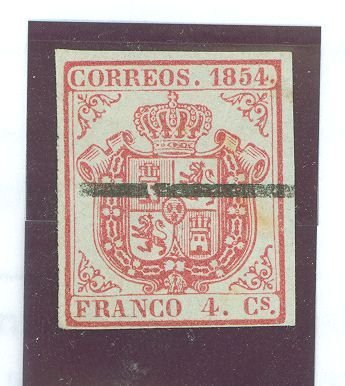 CORREOS. 1854.
FRANCO 4. CS.